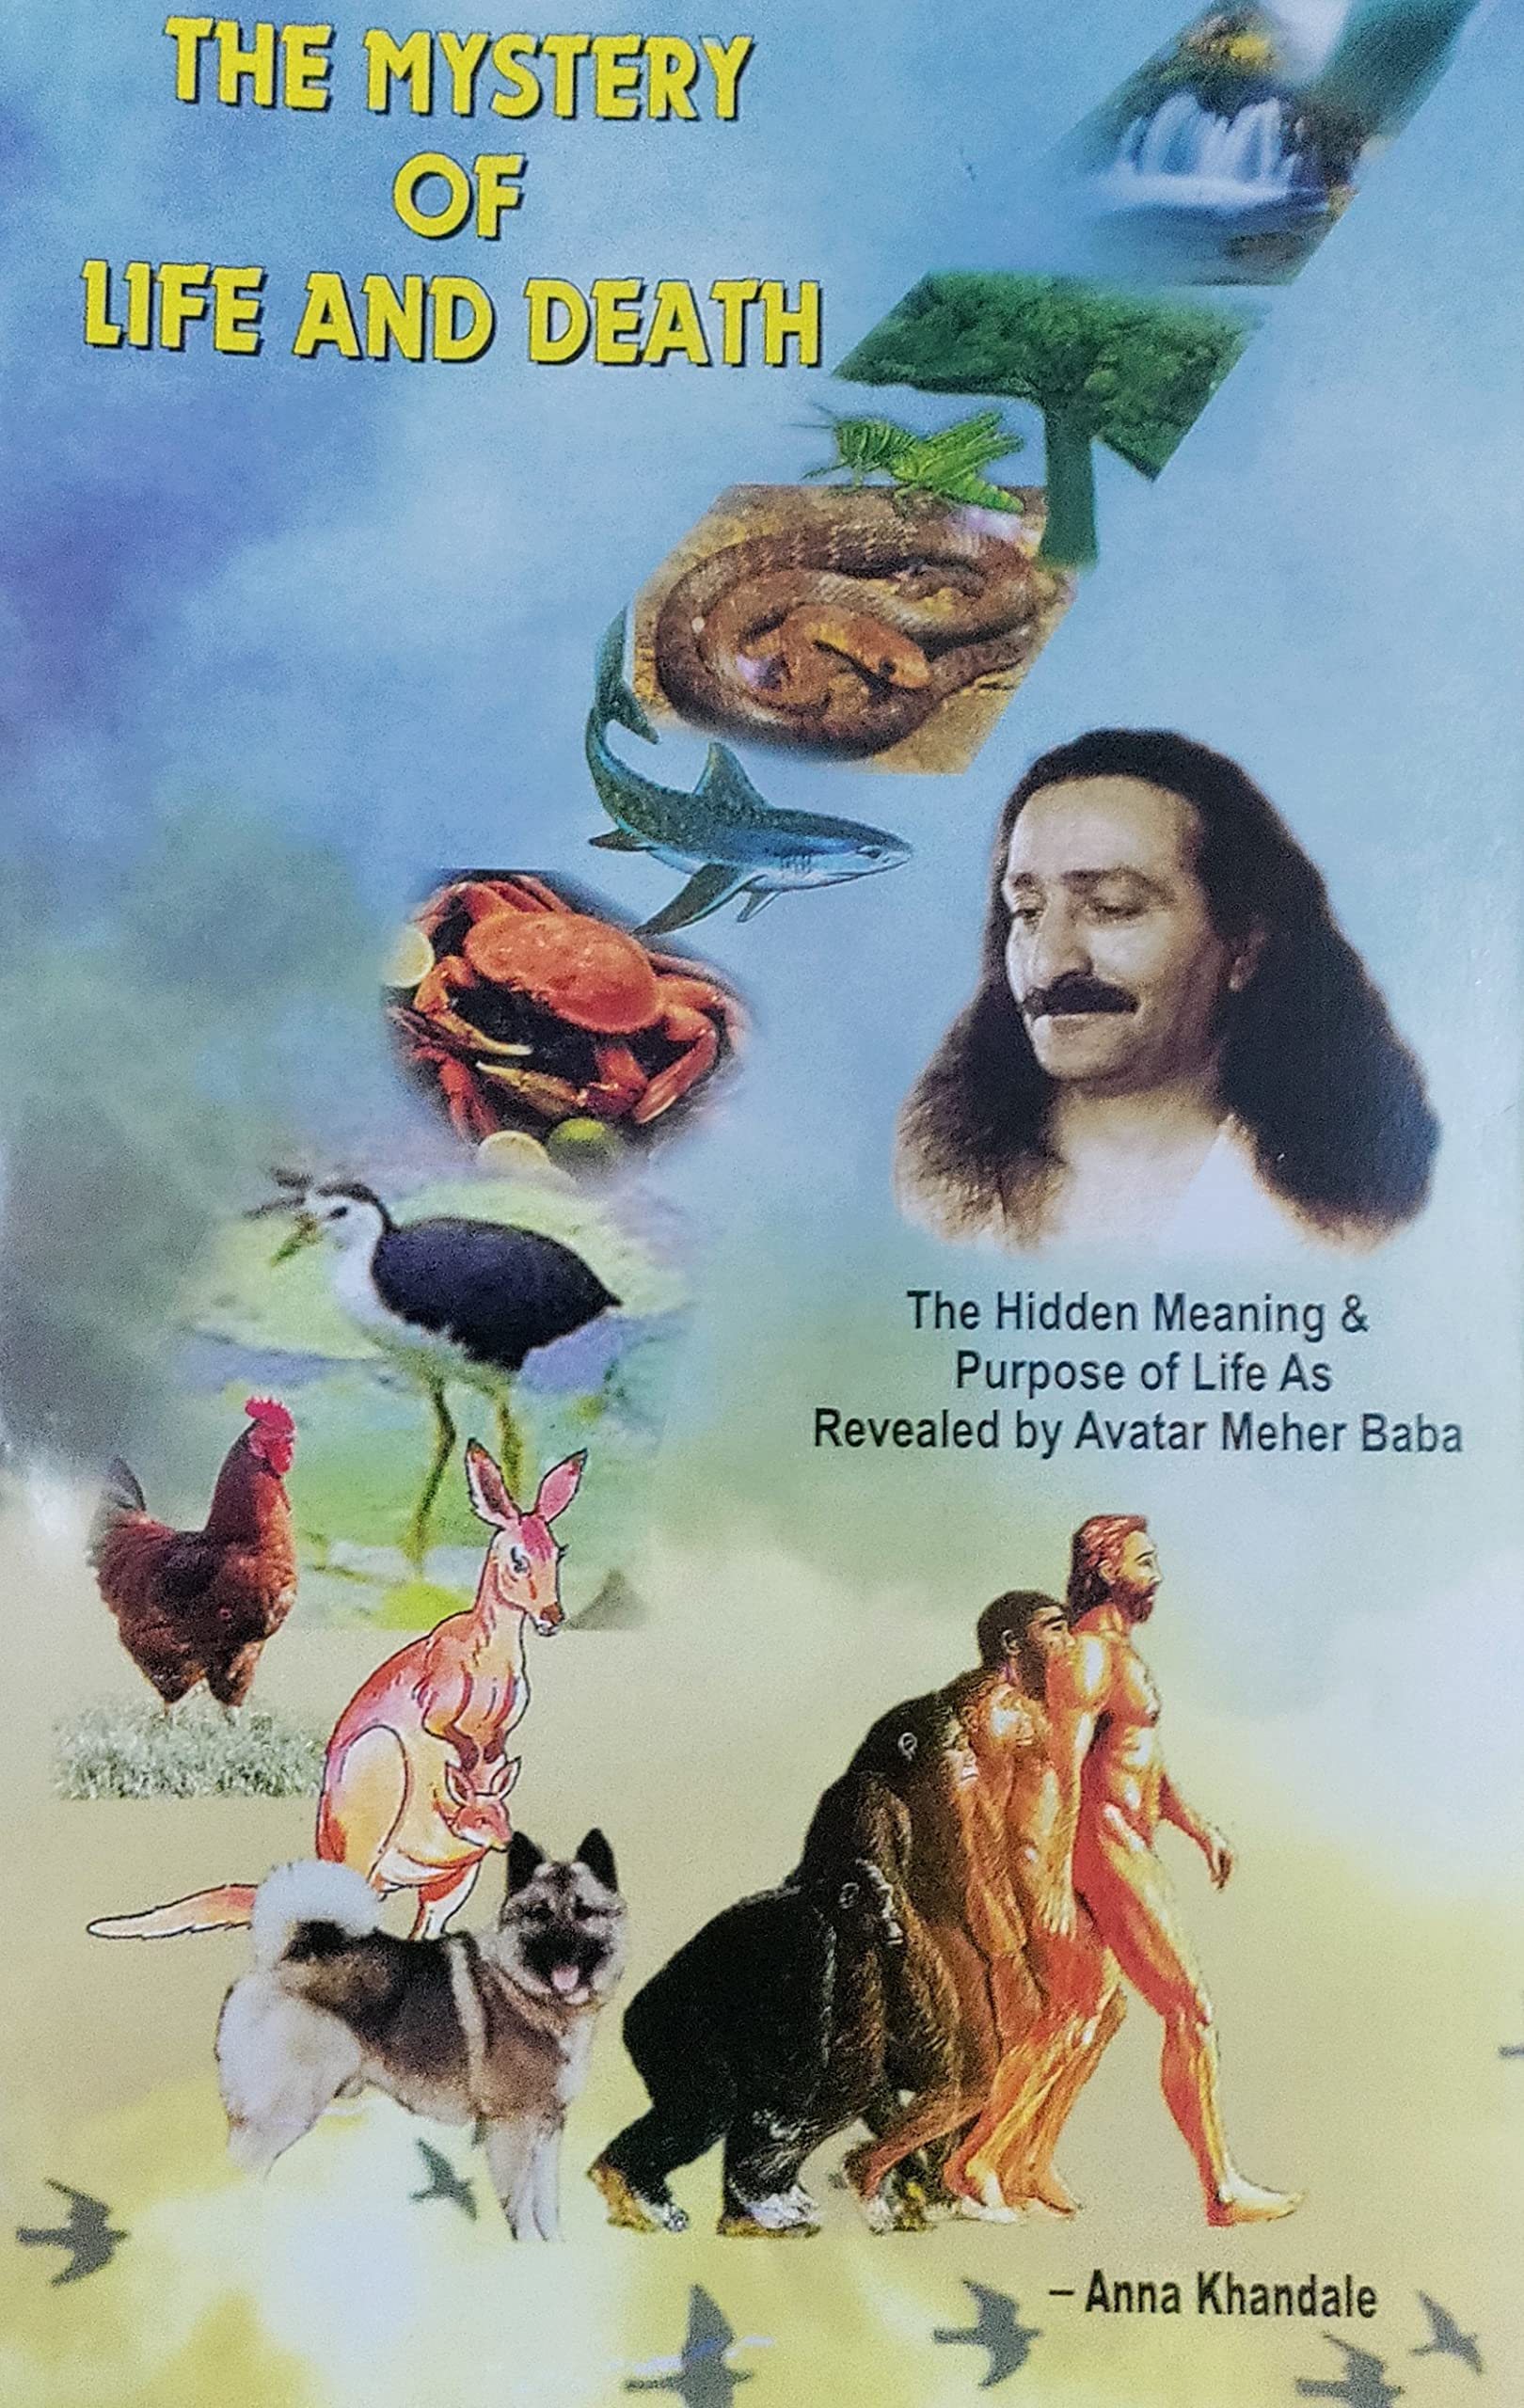 THE MYSTERY
OF
LIFE AND DEATH
The Hidden Meaning &
Purpose of Life As
Revealed by Avatar Meher Baba
– Anna Khandale